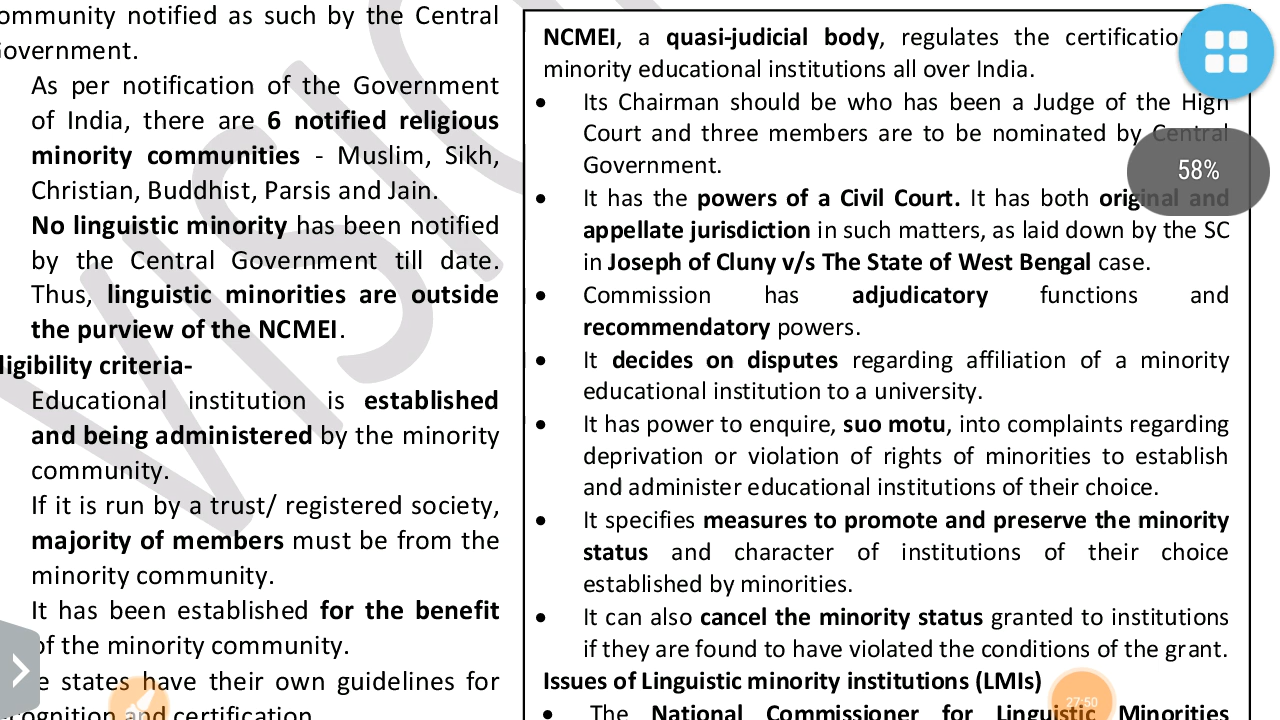 ommunity notified as such by the Central
overnment.
As per notification of the Government
of India, there are 6 notified religious
minority communities - Muslim, Sikh,
Christian, Buddhist, Parsis and Jain.
No linguistic minority has been notified
by the Central Government till date.
Thus, linguistic minorities are outside
the purview of the NCMEI.
ligibility criteria-
Educational institution is established
and being administered by the minority
community.
If it is run by a trust/ registered society,
majority of members must be from the
minority community.
It has been established for the benefit
of the minority community.
e states have their own guidelines for
cognition and certification
NCMEI, a quasi-judicial body, regulates the certification
minority educational institutions all over India.
• Its Chairman should be who has been a Judge of the High
Court and three members are to be nominated by Central
Government.
• It has the powers of a Civil Court. It has both original and
appellate jurisdiction in such matters, as laid down by the SC
in Joseph of Cluny v/s The State of West Bengal case.
• Commission has adjudicatory functions and
recommendatory powers.
• It decides on disputes regarding affiliation of a minority
educational institution to a university.
• It has power to enquire, suo motu, into complaints regarding
deprivation or violation of rights of minorities to establish
and administer educational institutions of their choice.
• It specifies measures to promote and preserve the minority
status and character of institutions of their choice
established by minorities.
• It can also cancel the minority status granted to institutions
if they are found to have violated the conditions of the grant.
Issues of Linguistic minority institutions (LMIs)
• The National Commissioner for Linguistic Minorities
58%
27:50
VISIO